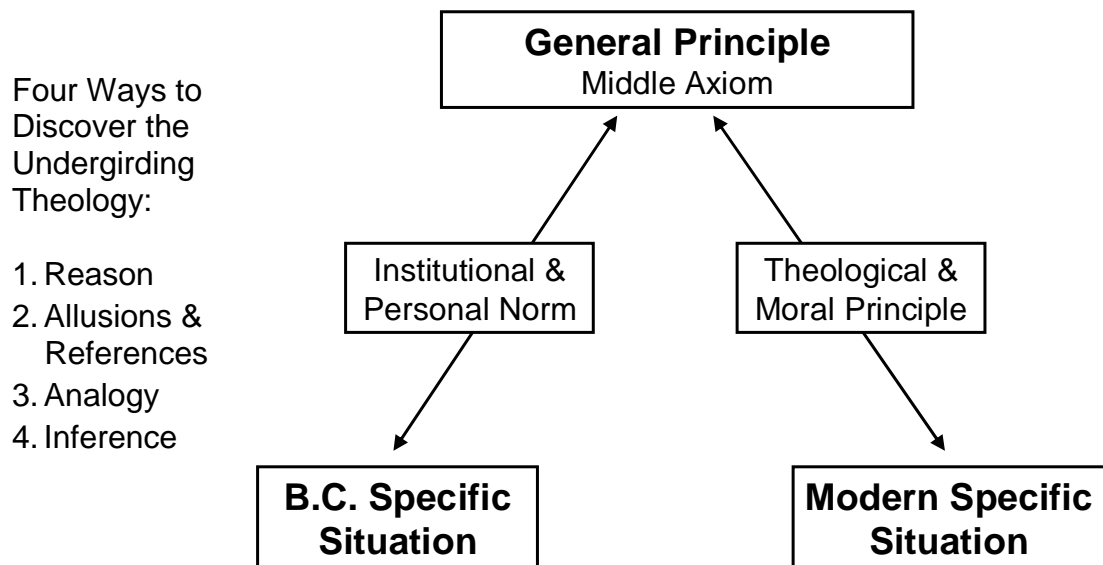 General Principle
Middle Axiom
Four Ways to
Discover the
Undergirding
Theology:
1. Reason
2. Allusions &
References
3. Analogy
4. Inference
Institutional &
Personal Norm
Theological &
Moral Principle
B.C. Specific
Situation
Modern Specific
Situation